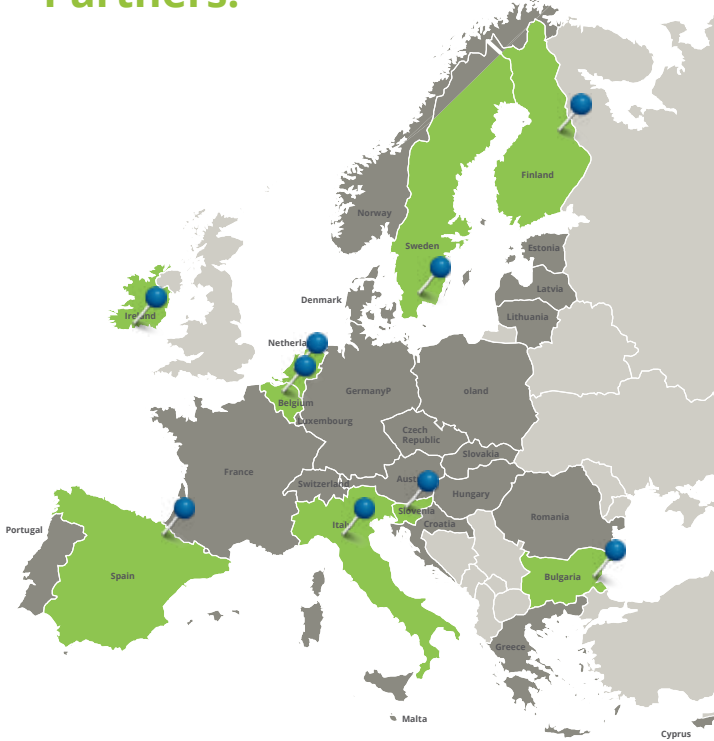 Partners:
Finland
Norway
Sweden
Estonia
Latvia
Denmark
Lithuania
Ireland
Netherla
GermanyP
oland
Belgium
Luxembourg
Czech
Republic
Slovakia
France
Switzerland
Aust
Hungary
Slovenia
Romania
Croatia
Ital
Portugal
Spain
Bulgaria
Greece
Malta
Cyprus